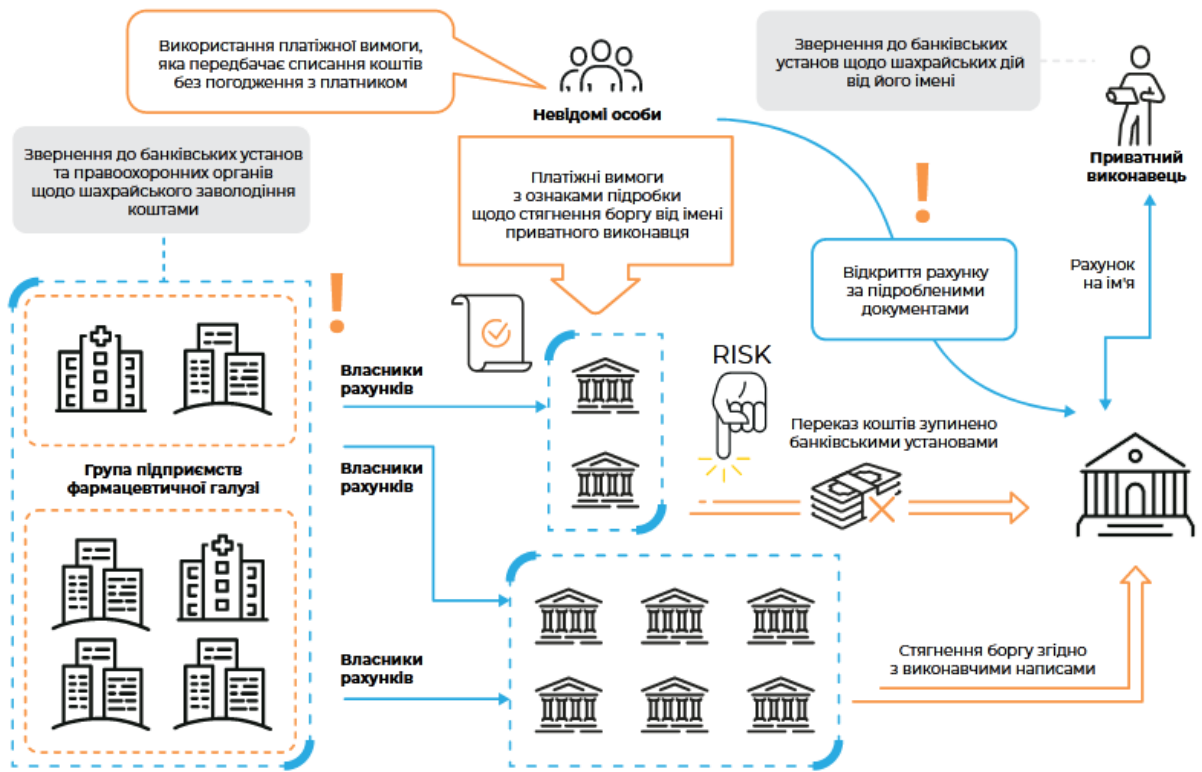 Використання платіжної вимоги,
яка передбачає списання коштів
без погодження з платником
Невідомі особи
Звернення до банківських
установ щодо шахрайських дій
від його імені
Приватний
виконавець
Звернення до банківських установ
та правоохоронних органів
щодо шахрайського заволодіння
коштами
Платіжні вимоги
з ознаками підробки
щодо стягнення боргу від імені
приватного виконавця
!
!
Відкриття рахунку
за підробленими
документами
Рахунок
на ім'я
RISK
Власники
рахунків
Переказ коштів зупинено
банківськими установами
Група підприємств
фармацевтичної галузі
Власники
рахунків
Власники
рахунків
Стягнення боргу згідно
з виконавчими написами